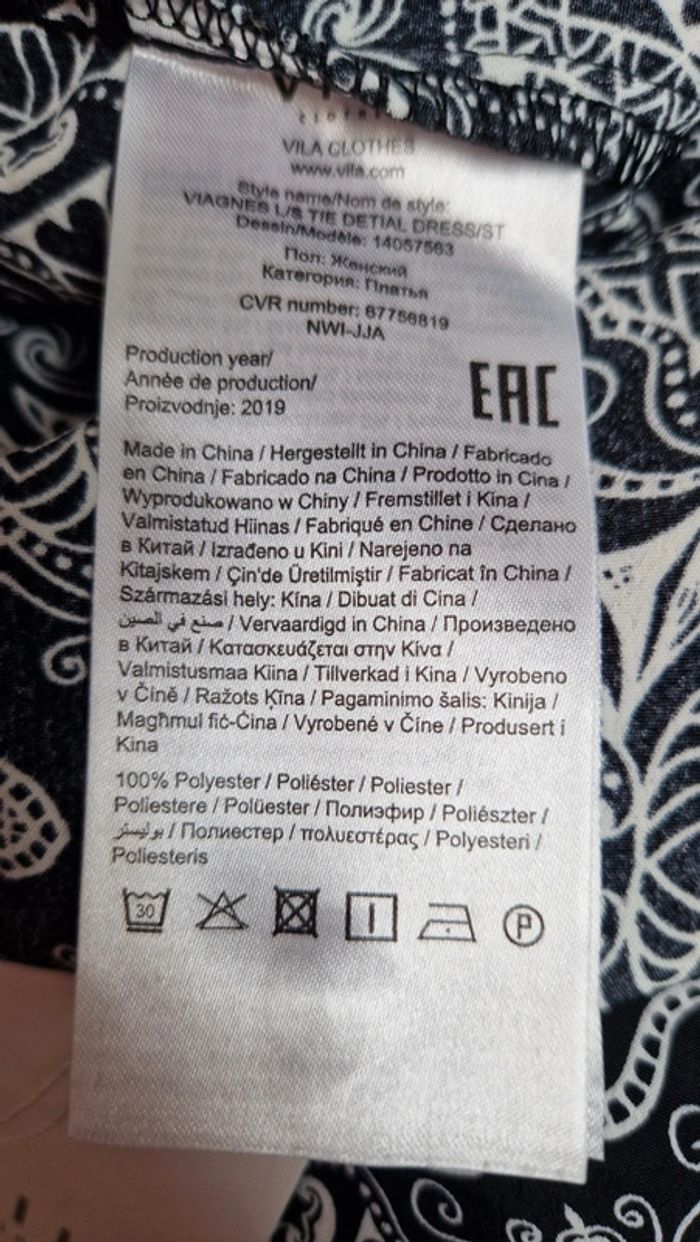 VILA CLOTHES
www.vila.com
Style name/Nom de style:
VIAGNES L/S TIE DETIAL DRESS/ST
Dessin/Modèle: 14057563
Пол: Женский
Категория: Платья
CVR number: 67756819
NWI-JJA
Production year/
Année de production/
Proizvodnje: 2019
EAC
Made in China / Hergestellt in China / Fabricado
en China / Fabricado na China / Prodotto in Cina /
Wyprodukowano w Chiny / Fremstillet i Kina /
Valmistatud Hiinas / Fabriqué en Chine / Сделано
в Китай / Izrađeno u Kini / Narejeno na
Kitajskem / Çin'de Üretilmiştir / Fabricat în China /
Származási hely: Kína / Dibuat di Cina /
صنع في الصين / Vervaardigd in China / Произведено
в Китай / Κατασκευάζεται στην Κίνα /
Valmistusmaa Kiina / Tillverkad i Kina / Vyrobeno
v Číně / Ražots Ķīna / Pagaminimo šalis: Kinija /
Magħmul fiċ-Ċina / Vyrobené v Číne / Produsert i
Kina
100% Polyester / Poliéster / Poliester /
Poliestere / Polüester / Полиэфир / Poliészter /
بوليستر / Полиестер / πολυεστέρας / Polyesteri /
Poliesteris
30 P